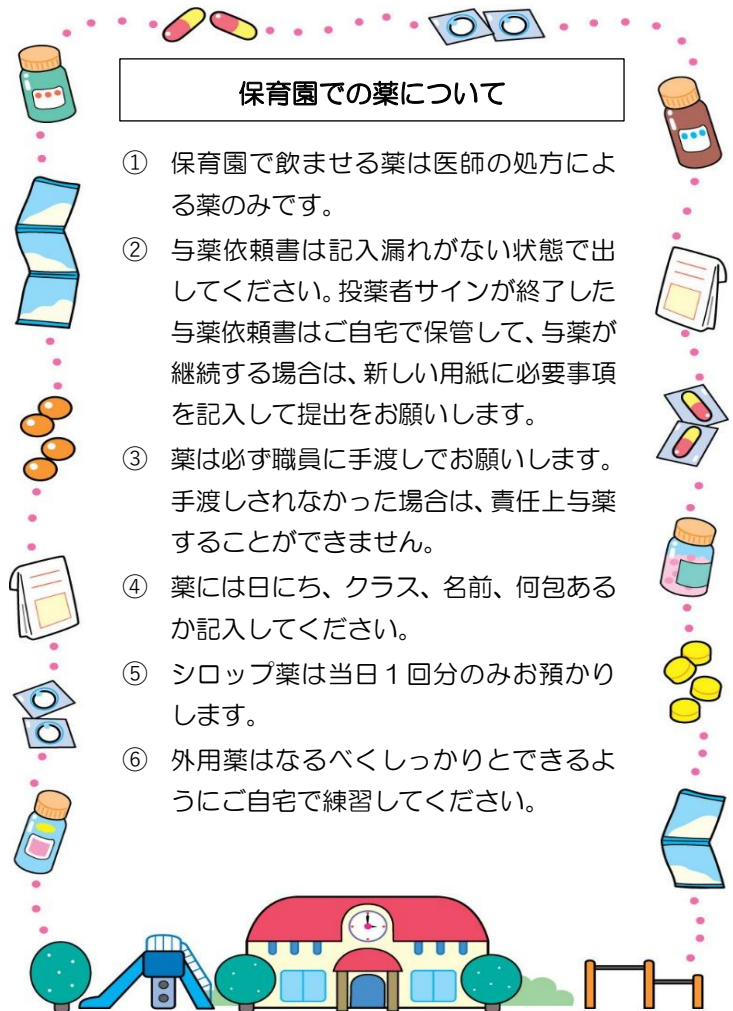 保育園での薬について
① 保育園で飲ませる薬は医師の処方によ
る薬のみです。
② 与薬依頼書は記入漏れがない状態で出
してください。投薬者サインが終了した
与薬依頼書はご自宅で保管して、与薬が
継続する場合は、新しい用紙に必要事項
を記入して提出をお願いします。
③ 薬は必ず職員に手渡しでお願いします。
手渡しされなかった場合は、責任上与薬
することができません。
④ 薬には日にち、クラス、名前、何包ある
か記入してください。
⑤ シロップ薬は当日1回分のみお預かり
します。
⑥ 外用薬はなるべくしっかりとできるよ
うにご自宅で練習してください。